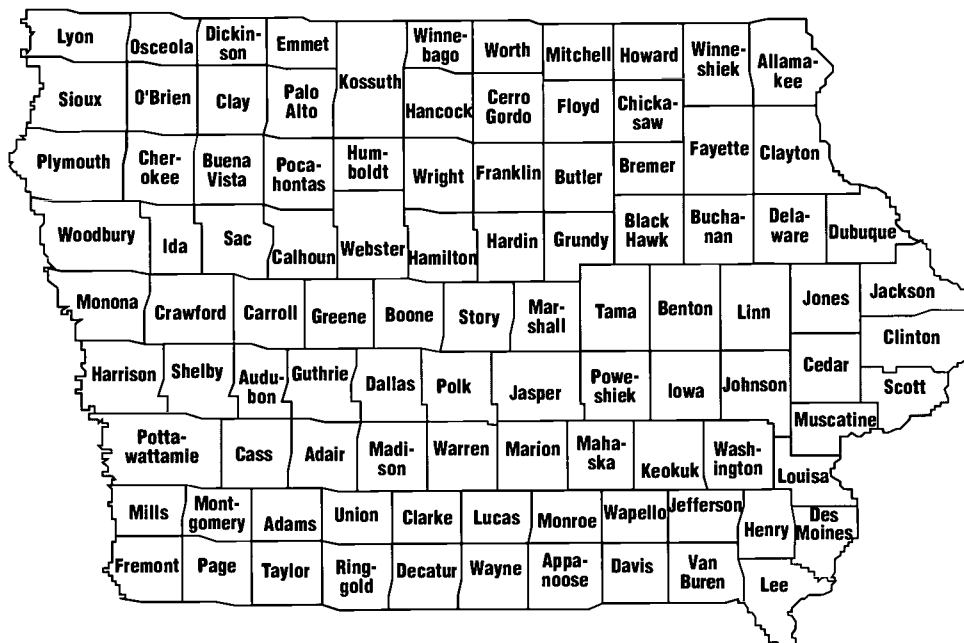 Lyon
Osceola
Dickin-
son
Emmet
Kossuth
Winne-
bago
Worth
Mitchell
Howard
Winne-
shiek
Allama-
kee
Sioux
O'Brien
Clay
Palo
Alto
Hancock
Cerro
Gordo
Floyd
Chicka-
saw
Plymouth
Cher-
okee
Buena
Vista
Poca-
hontas
Hum-
boldt
Wright
Franklin
Butler
Bremer
Fayette
Clayton
Woodbury
Ida
Sac
Calhoun
Webster
Hamilton
Hardin
Grundy
Black
Hawk
Bucha-
nan
Dela-
ware
Dubuque
Monona
Crawford
Carroll
Greene
Boone
Story
Mar-
shall
Tama
Benton
Linn
Jones
Jackson
Clinton
Harrison
Shelby
Audu-
bon
Guthrie
Dallas
Polk
Jasper
Powe-
shiek
Iowa
Johnson
Cedar
Scott
Muscatine
Potta-
wattamie
Cass
Adair
Madi-
son
Warren
Marion
Maha-
ska
Keokuk
Wash-
ington
Louisa
Mills
Mont-
gomery
Adams
Union
Clarke
Lucas
Monroe
Wapello
Jefferson
Henry
Des
Moines
Fremont
Page
Taylor
Ring-
gold
Decatur
Wayne
Appa-
noose
Davis
Van
Buren
Lee